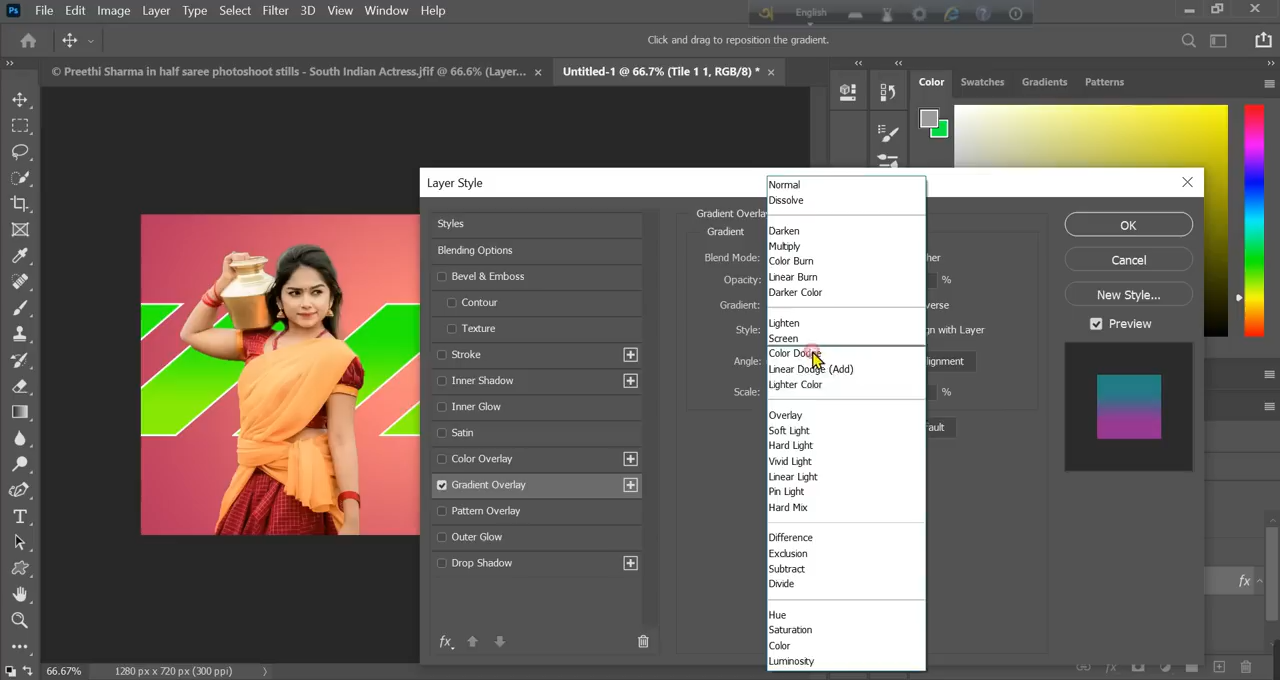 Ps File Edit Image Layer Type Select Filter 3D View Window Help
English
Click and drag to reposition the gradient.
© Preethi Sharma in half saree photoshoot stills - South Indian Actress.jfif @ 66.6% (Layer... ×
Untitled-1 @ 66.7% (Tile 1 1, RGB/8) * ×
Color Swatches Gradients Patterns
Layer Style
Styles
Blending Options
Bevel & Emboss
Contour
Texture
Stroke
Inner Shadow
Inner Glow
Satin
Color Overlay
Gradient Overlay
Pattern Overlay
Outer Glow
Drop Shadow
fx
Gradient Overlay
Gradient
Blend Mode:
Opacity: %
Gradient:
Style:
Angle:
Scale: %
Normal
Dissolve
Darken
Multiply
Color Burn
Linear Burn
Darker Color
Lighten
Screen
Color Dodge
Linear Dodge (Add)
Lighter Color
Overlay
Soft Light
Hard Light
Vivid Light
Linear Light
Pin Light
Hard Mix
Difference
Exclusion
Subtract
Divide
Hue
Saturation
Color
Luminosity
with Layer
OK
Cancel
New Style...
Preview
fx
66.67% 1280 px x 720 px (300 ppi)
fx